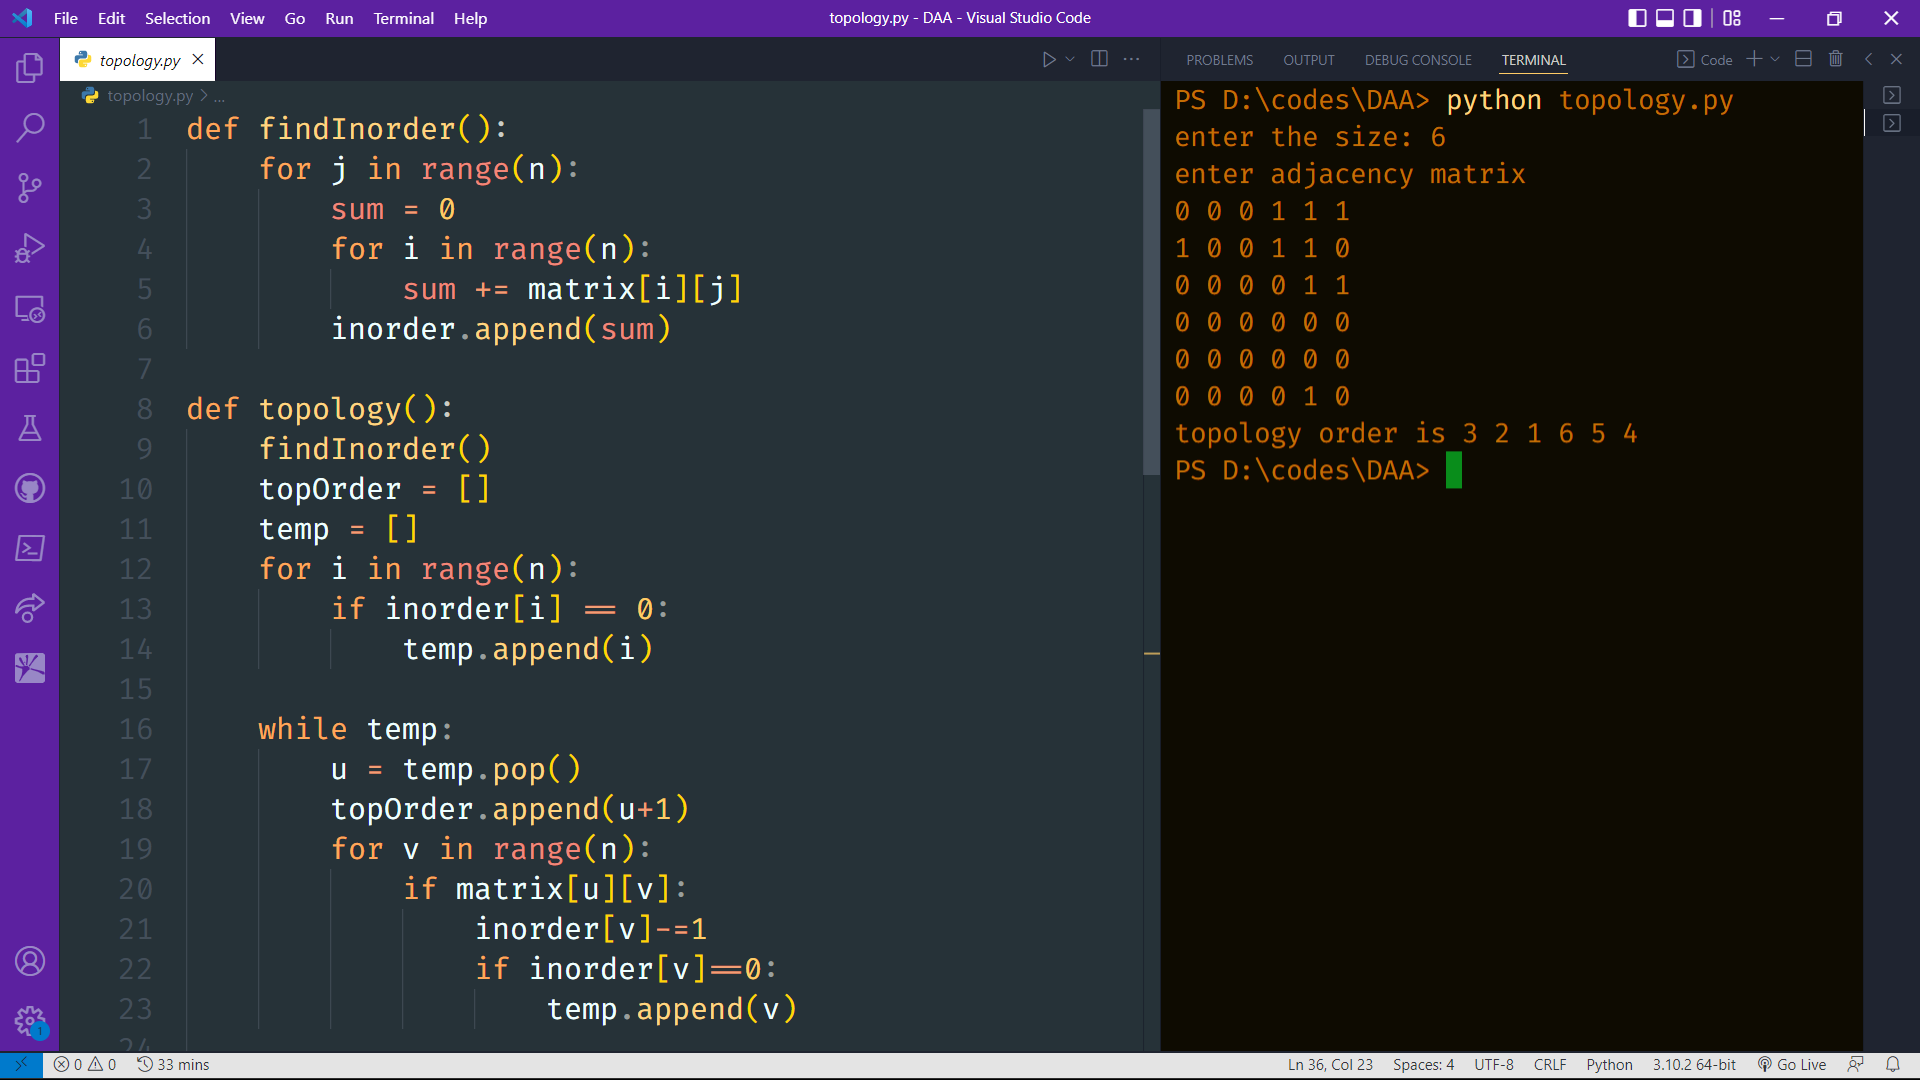 File Edit Selection View Go Run Terminal Help
topology.py - DAA - Visual Studio Code
topology.py
topology.py > ...
1 def findInorder():
2     for j in range(n):
3         sum = 0
4         for i in range(n):
5             sum += matrix[i][j]
6         inorder.append(sum)
7
8 def topology():
9     findInorder()
10     topOrder = []
11     temp = []
12     for i in range(n):
13         if inorder[i] == 0:
14             temp.append(i)
15
16     while temp:
17         u = temp.pop()
18         topOrder.append(u+1)
19         for v in range(n):
20             if matrix[u][v]:
21                 inorder[v]-=1
22                 if inorder[v]==0:
23                     temp.append(v)
24
PROBLEMS OUTPUT DEBUG CONSOLE TERMINAL
Code
PS D:\codes\DAA> python topology.py
enter the size: 6
enter adjacency matrix
0 0 0 1 1 1
1 0 0 1 1 0
0 0 0 0 1 1
0 0 0 0 0 0
0 0 0 0 0 0
0 0 0 0 1 0
topology order is 3 2 1 6 5 4
PS D:\codes\DAA>
1
0 0 33 mins
Ln 36, Col 23 Spaces: 4 UTF-8 CRLF Python 3.10.2 64-bit Go Live